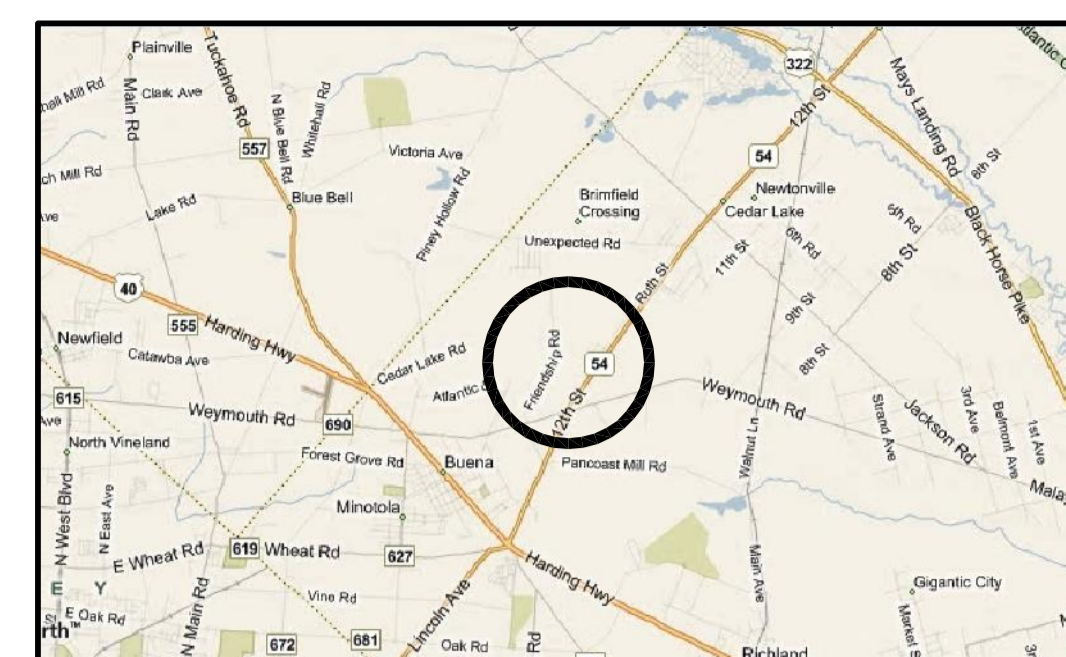 Plainville
Tuckahoe Rd
Main Rd
Clark Ave
N Blue Bell Rd
Whitehall Rd
557
Victoria Ave
Blue Bell
Lake Rd
Piney Hollow Rd
Brimfield
Crossing
Unexpected Rd
322
12th St
54
Newtonville
Cedar Lake
Mays Landing Rd
6th St
5th Rd
6th Rd
8th St
11th St
9th St
8th St
Black Horse Pike
Ruth St
40
555
Harding Hwy
Newfield
Catawba Ave
Cedar Lake Rd
Atlantic
Friendship Rd
54
12th St
615
Weymouth Rd
690
Weymouth Rd
North Vineland
Forest Grove Rd
Buena
Pancoast Mill Rd
Walnut Ln
Strand Ave
Jackson Rd
3rd Ave
Belmont Ave
1st Ave
Minotola
N West Blvd
N East Ave
E Wheat Rd
619
Wheat Rd
627
Harding Hwy
Main Ave
Gigantic City
E Y
Vine Rd
E Oak Rd
N Main Rd
672
681
Lincoln Ave
Oak Rd
Rd
Richland